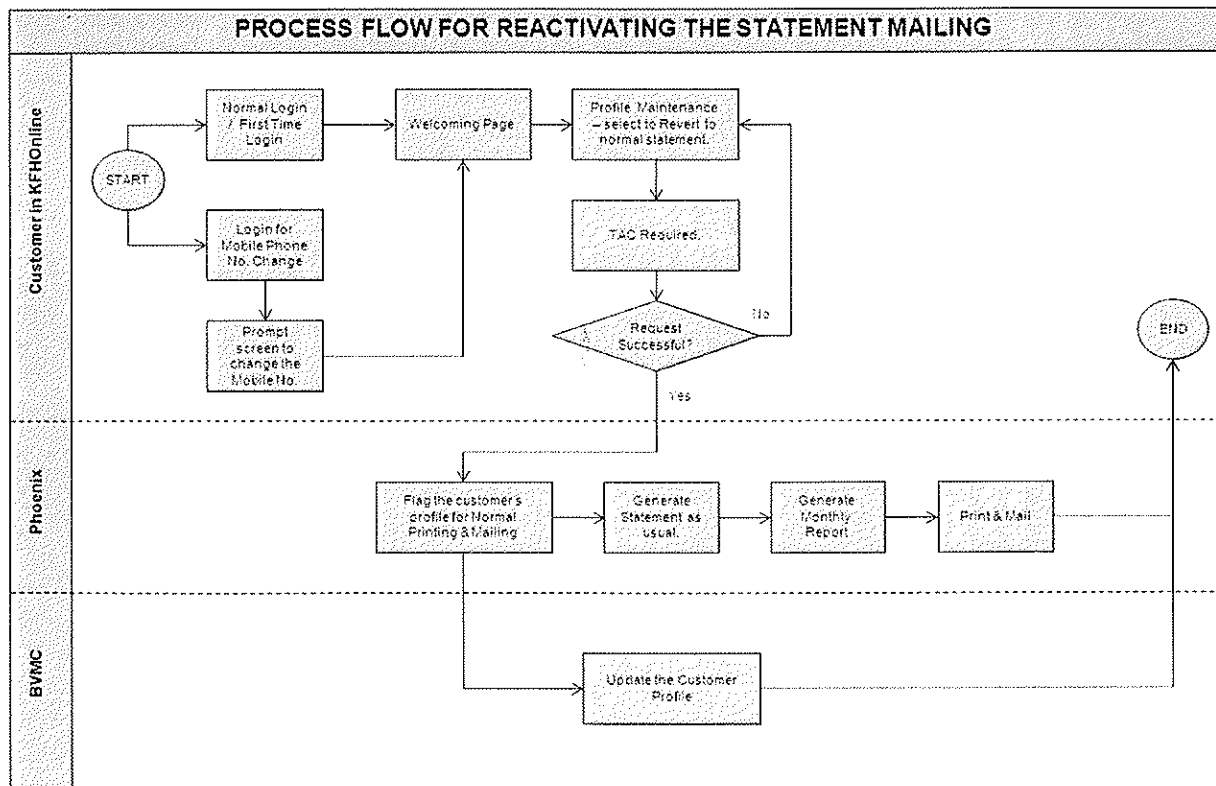 PROCESS FLOW FOR REACTIVATING THE STATEMENT MAILING
Customer in KFHOnline
START
Normal Login
/ First Time
Login
Welcoming Page
Profile Maintenance
– select to Revert to
normal statement.
Login for
Mobile Phone
No. Change
TAC Required.
Prompt
screen to
change the
Mobile No.
Request
Successful?
No
Yes
END
Phoenix
Flag the customer's
profile for Normal
Printing & Mailing
Generate
Statement as
usual.
Generate
Monthly
Report
Print & Mail
BVMC
Update the Customer
Profile